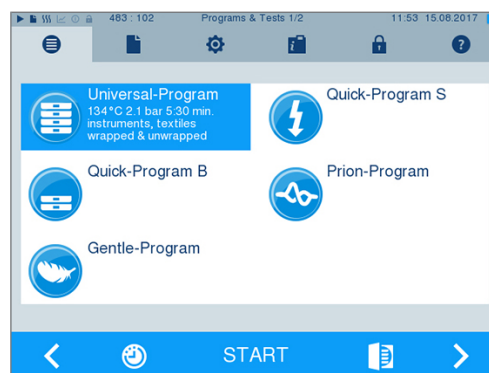 483 : 102 Programs & Tests 1/2 11:53 15.08.2017
Universal-Program
134°C 2.1 bar 5:30 min.
instruments, textiles
wrapped & unwrapped
Quick-Program S
Quick-Program B
Prion-Program
Gentle-Program
START